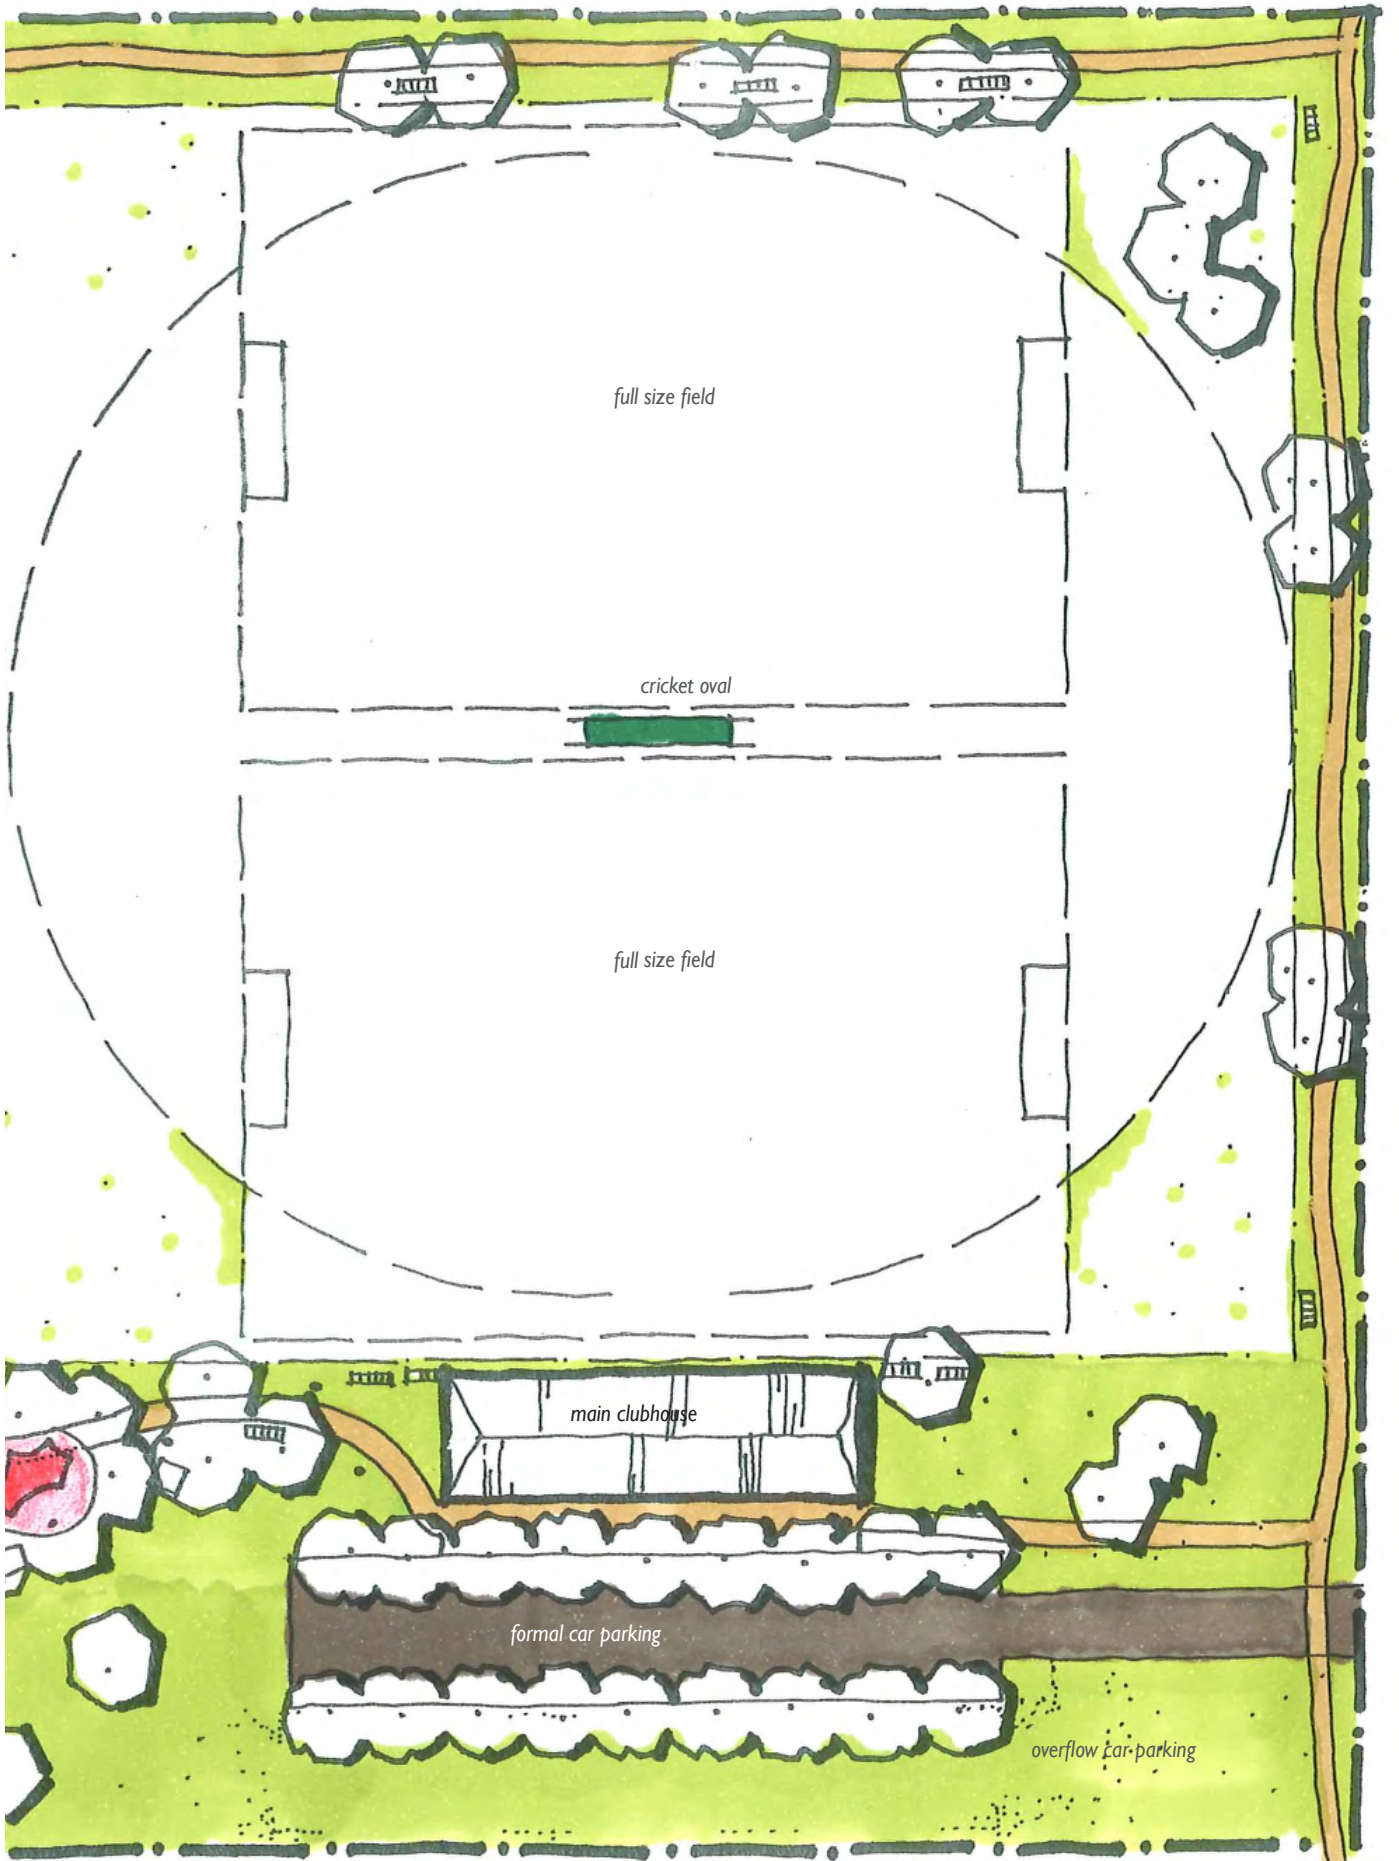 full size field
cricket oval
full size field
main clubhouse
formal car parking
overflow car parking